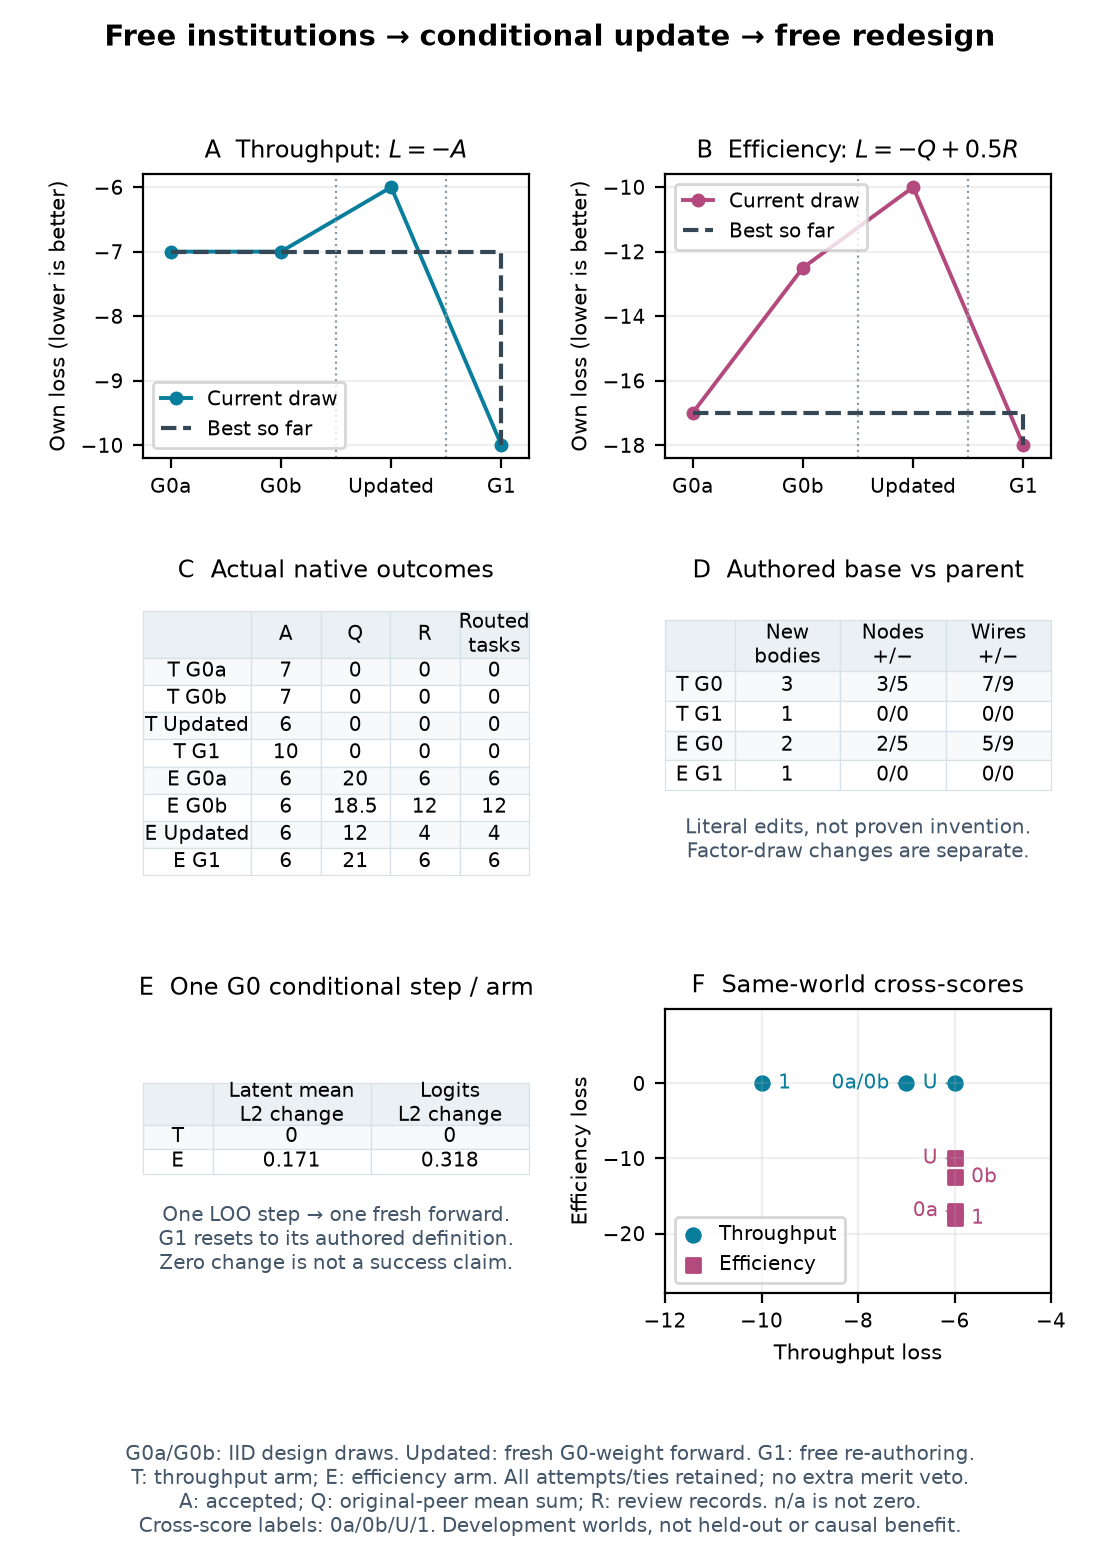 Free institutions → conditional update → free redesign
A  Throughput: L = −A
Own loss (lower is better)
−6
−7
−8
−9
−10
Current draw
Best so far
G0a
G0b
Updated
G1
B  Efficiency: L = −Q + 0.5R
Own loss (lower is better)
−10
−12
−14
−16
−18
Current draw
Best so far
G0a
G0b
Updated
G1
C  Actual native outcomes
A Q R Routed tasks
T G0a 7 0 0 0
T G0b 7 0 0 0
T Updated 6 0 0 0
T G1 10 0 0 0
E G0a 6 20 6 6
E G0b 6 18.5 12 12
E Updated 6 12 4 4
E G1 6 21 6 6
D  Authored base vs parent
New bodies Nodes +/− Wires +/−
T G0 3 3/5 7/9
T G1 1 0/0 0/0
E G0 2 2/5 5/9
E G1 1 0/0 0/0
Literal edits, not proven invention.
Factor-draw changes are separate.
E  One G0 conditional step / arm
Latent mean L2 change Logits L2 change
T 0 0
E 0.171 0.318
One LOO step → one fresh forward.
G1 resets to its authored definition.
Zero change is not a success claim.
F  Same-world cross-scores
Efficiency loss
0
−10
−20
1
0a/0b
U
U
0b
0a
1
Throughput
Efficiency
−12
−10
−8
−6
−4
Throughput loss
G0a/G0b: IID design draws. Updated: fresh G0-weight forward. G1: free re-authoring.
T: throughput arm; E: efficiency arm. All attempts/ties retained; no extra merit veto.
A: accepted; Q: original-peer mean sum; R: review records. n/a is not zero.
Cross-score labels: 0a/0b/U/1. Development worlds, not held-out or causal benefit.